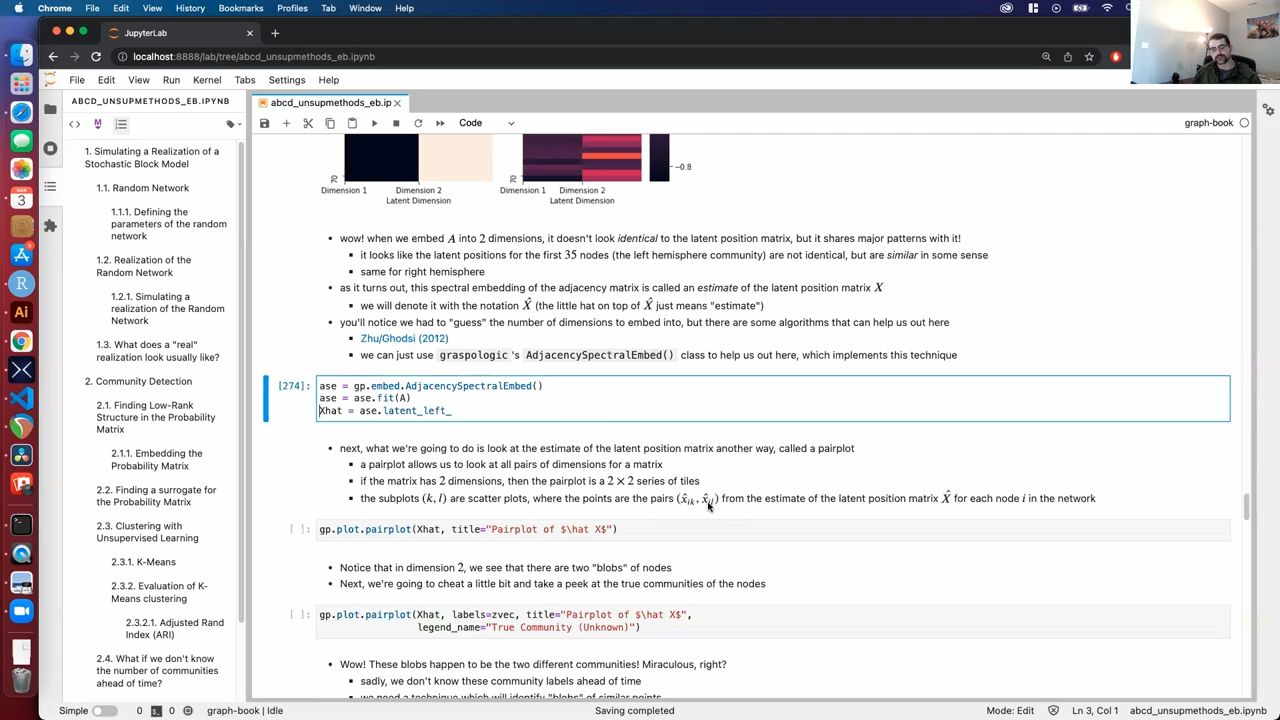 Chrome File Edit View History Bookmarks Profiles Tab Window Help
JupyterLab
localhost:8888/lab/tree/abcd_unsupmethods_eb.ipynb
File Edit View Run Kernel Tabs Settings Help
ABCD_UNSUPMETHODS_EB.IPYNB
1. Simulating a Realization of a
Stochastic Block Model
1.1. Random Network
1.1.1. Defining the
parameters of the random
network
1.2. Realization of the
Random Network
1.2.1. Simulating a
realization of the Random
Network
1.3. What does a "real"
realization look usually like?
2. Community Detection
2.1. Finding Low-Rank
Structure in the Probability
Matrix
2.1.1. Embedding the
Probability Matrix
2.2. Finding a surrogate for
the Probability Matrix
2.3. Clustering with
Unsupervised Learning
2.3.1. K-Means
2.3.2. Evaluation of K-
Means clustering
2.3.2.1. Adjusted Rand
Index (ARI)
2.4. What if we don't know
the number of communities
ahead of time?
abcd_unsupmethods_eb.ip
Code
graph-book
70
70
-0.8
Dimension 1 Dimension 2
Latent Dimension
Dimension 1 Dimension 2
Latent Dimension
• wow! when we embed A into 2 dimensions, it doesn't look identical to the latent position matrix, but it shares major patterns with it!
▪ it looks like the latent positions for the first 35 nodes (the left hemisphere community) are not identical, but are similar in some sense
▪ same for right hemisphere
• as it turns out, this spectral embedding of the adjacency matrix is called an estimate of the latent position matrix X
▪ we will denote it with the notation X̂ (the little hat on top of X̂ just means "estimate")
• you'll notice we had to "guess" the number of dimensions to embed into, but there are some algorithms that can help us out here
▪ Zhu/Ghodsi (2012)
▪ we can just use graspologic 's AdjacencySpectralEmbed() class to help us out here, which implements this technique
[274]: ase = gp.embed.AdjacencySpectralEmbed()
ase = ase.fit(A)
Xhat = ase.latent_left_
• next, what we're going to do is look at the estimate of the latent position matrix another way, called a pairplot
▪ a pairplot allows us to look at all pairs of dimensions for a matrix
▪ if the matrix has 2 dimensions, then the pairplot is a 2 × 2 series of tiles
▪ the subplots (k, l) are scatter plots, where the points are the pairs (x̂ik, x̂il) from the estimate of the latent position matrix X̂ for each node i in the network
[ ]: gp.plot.pairplot(Xhat, title="Pairplot of $\hat X$")
• Notice that in dimension 2, we see that there are two "blobs" of nodes
• Next, we're going to cheat a little bit and take a peek at the true communities of the nodes
[ ]: gp.plot.pairplot(Xhat, labels=zvec, title="Pairplot of $\hat X$",
legend_name="True Community (Unknown)")
• Wow! These blobs happen to be the two different communities! Miraculous, right?
▪ sadly, we don't know these community labels ahead of time
▪ we need a technique which will identify "blobs" of similar points
Simple 0 0 graph-book | Idle
Saving completed
Mode: Edit Ln 3, Col 1 abcd_unsupmethods_eb.ipynb